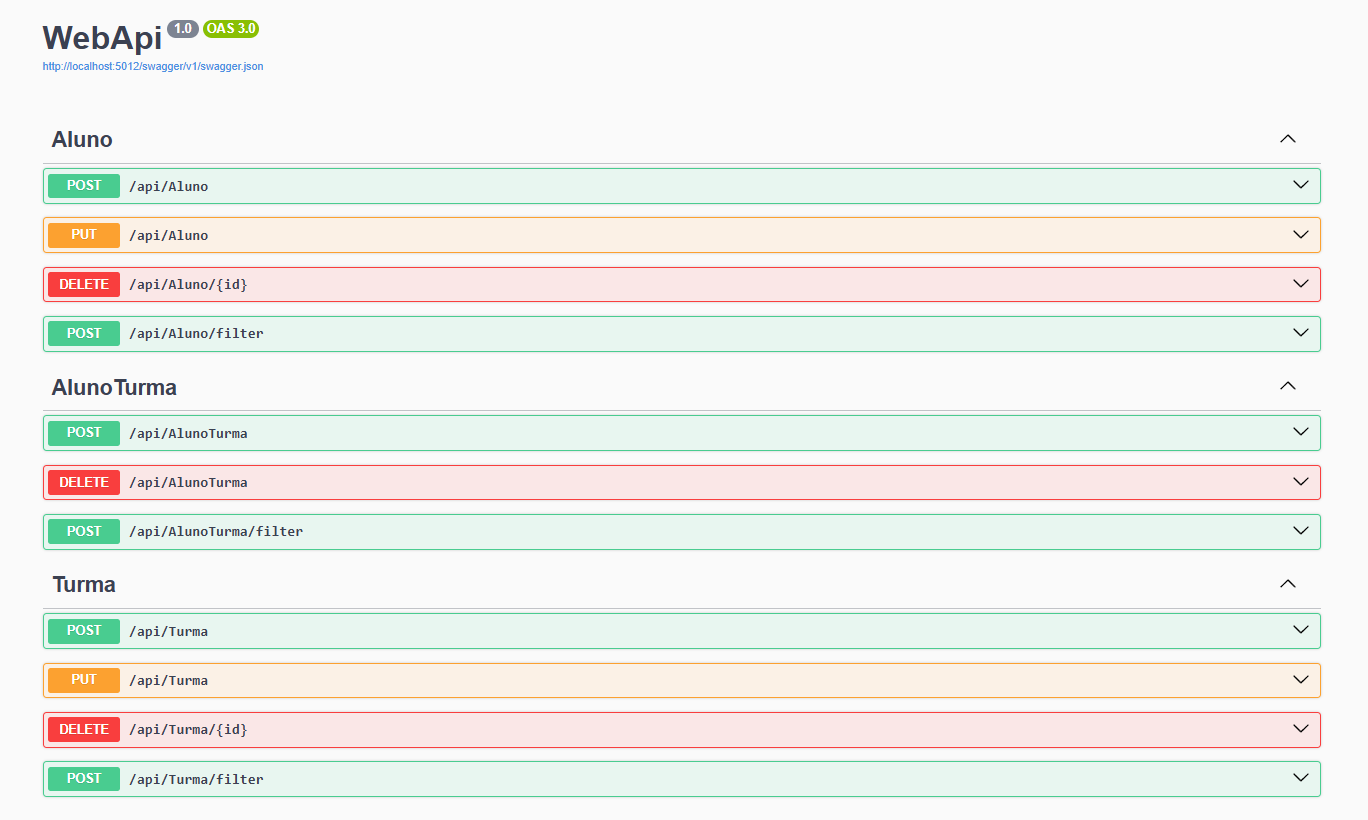 WebApi 1.0 OAS 3.0
http://localhost:5012/swagger/v1/swagger.json
Aluno
POST /api/Aluno
PUT /api/Aluno
DELETE /api/Aluno/{id}
POST /api/Aluno/filter
AlunoTurma
POST /api/AlunoTurma
DELETE /api/AlunoTurma
POST /api/AlunoTurma/filter
Turma
POST /api/Turma
PUT /api/Turma
DELETE /api/Turma/{id}
POST /api/Turma/filter